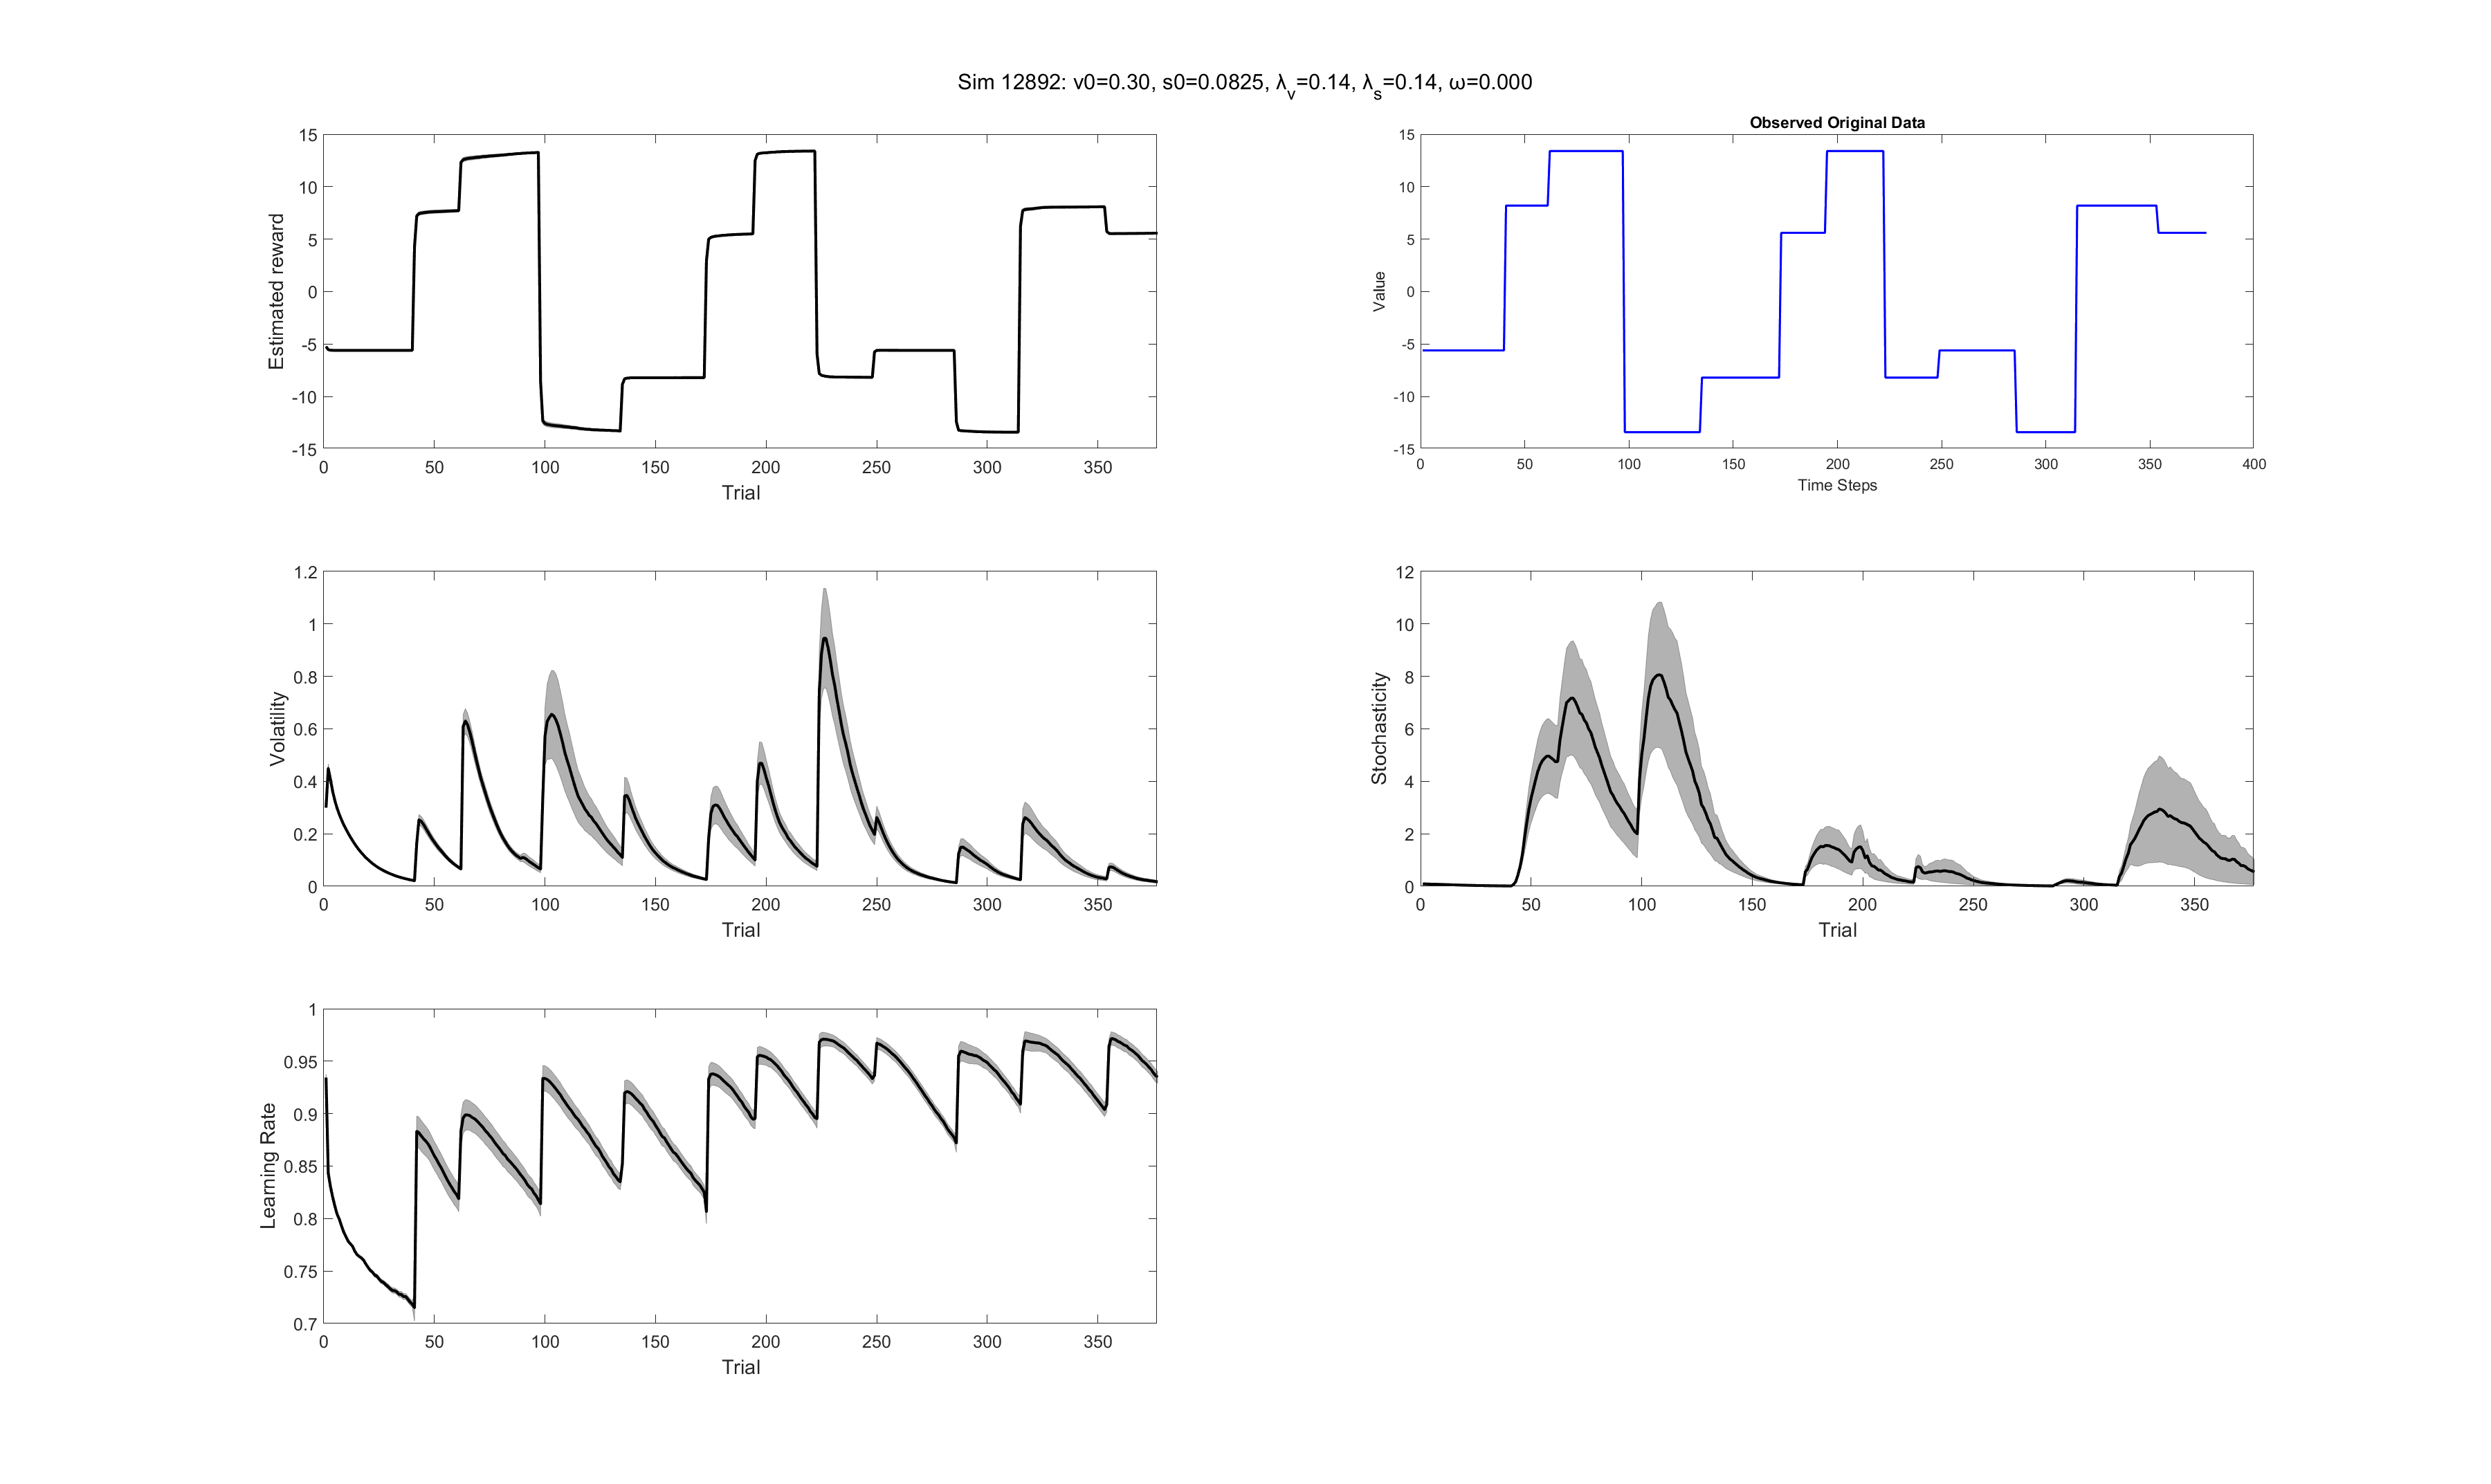 Sim 12892: v0=0.30, s0=0.0825, λv=0.14, λs=0.14, ω=0.000
15
10
5
0
-5
-10
-15
Estimated reward
0 50 100 150 200 250 300 350
Trial
Observed Original Data
15
10
5
0
-5
-10
-15
Value
0 50 100 150 200 250 300 350 400
Time Steps
1.2
1
0.8
0.6
0.4
0.2
0
Volatility
0 50 100 150 200 250 300 350
Trial
12
10
8
6
4
2
0
Stochasticity
0 50 100 150 200 250 300 350
Trial
1
0.95
0.9
0.85
0.8
0.75
0.7
Learning Rate
0 50 100 150 200 250 300 350
Trial